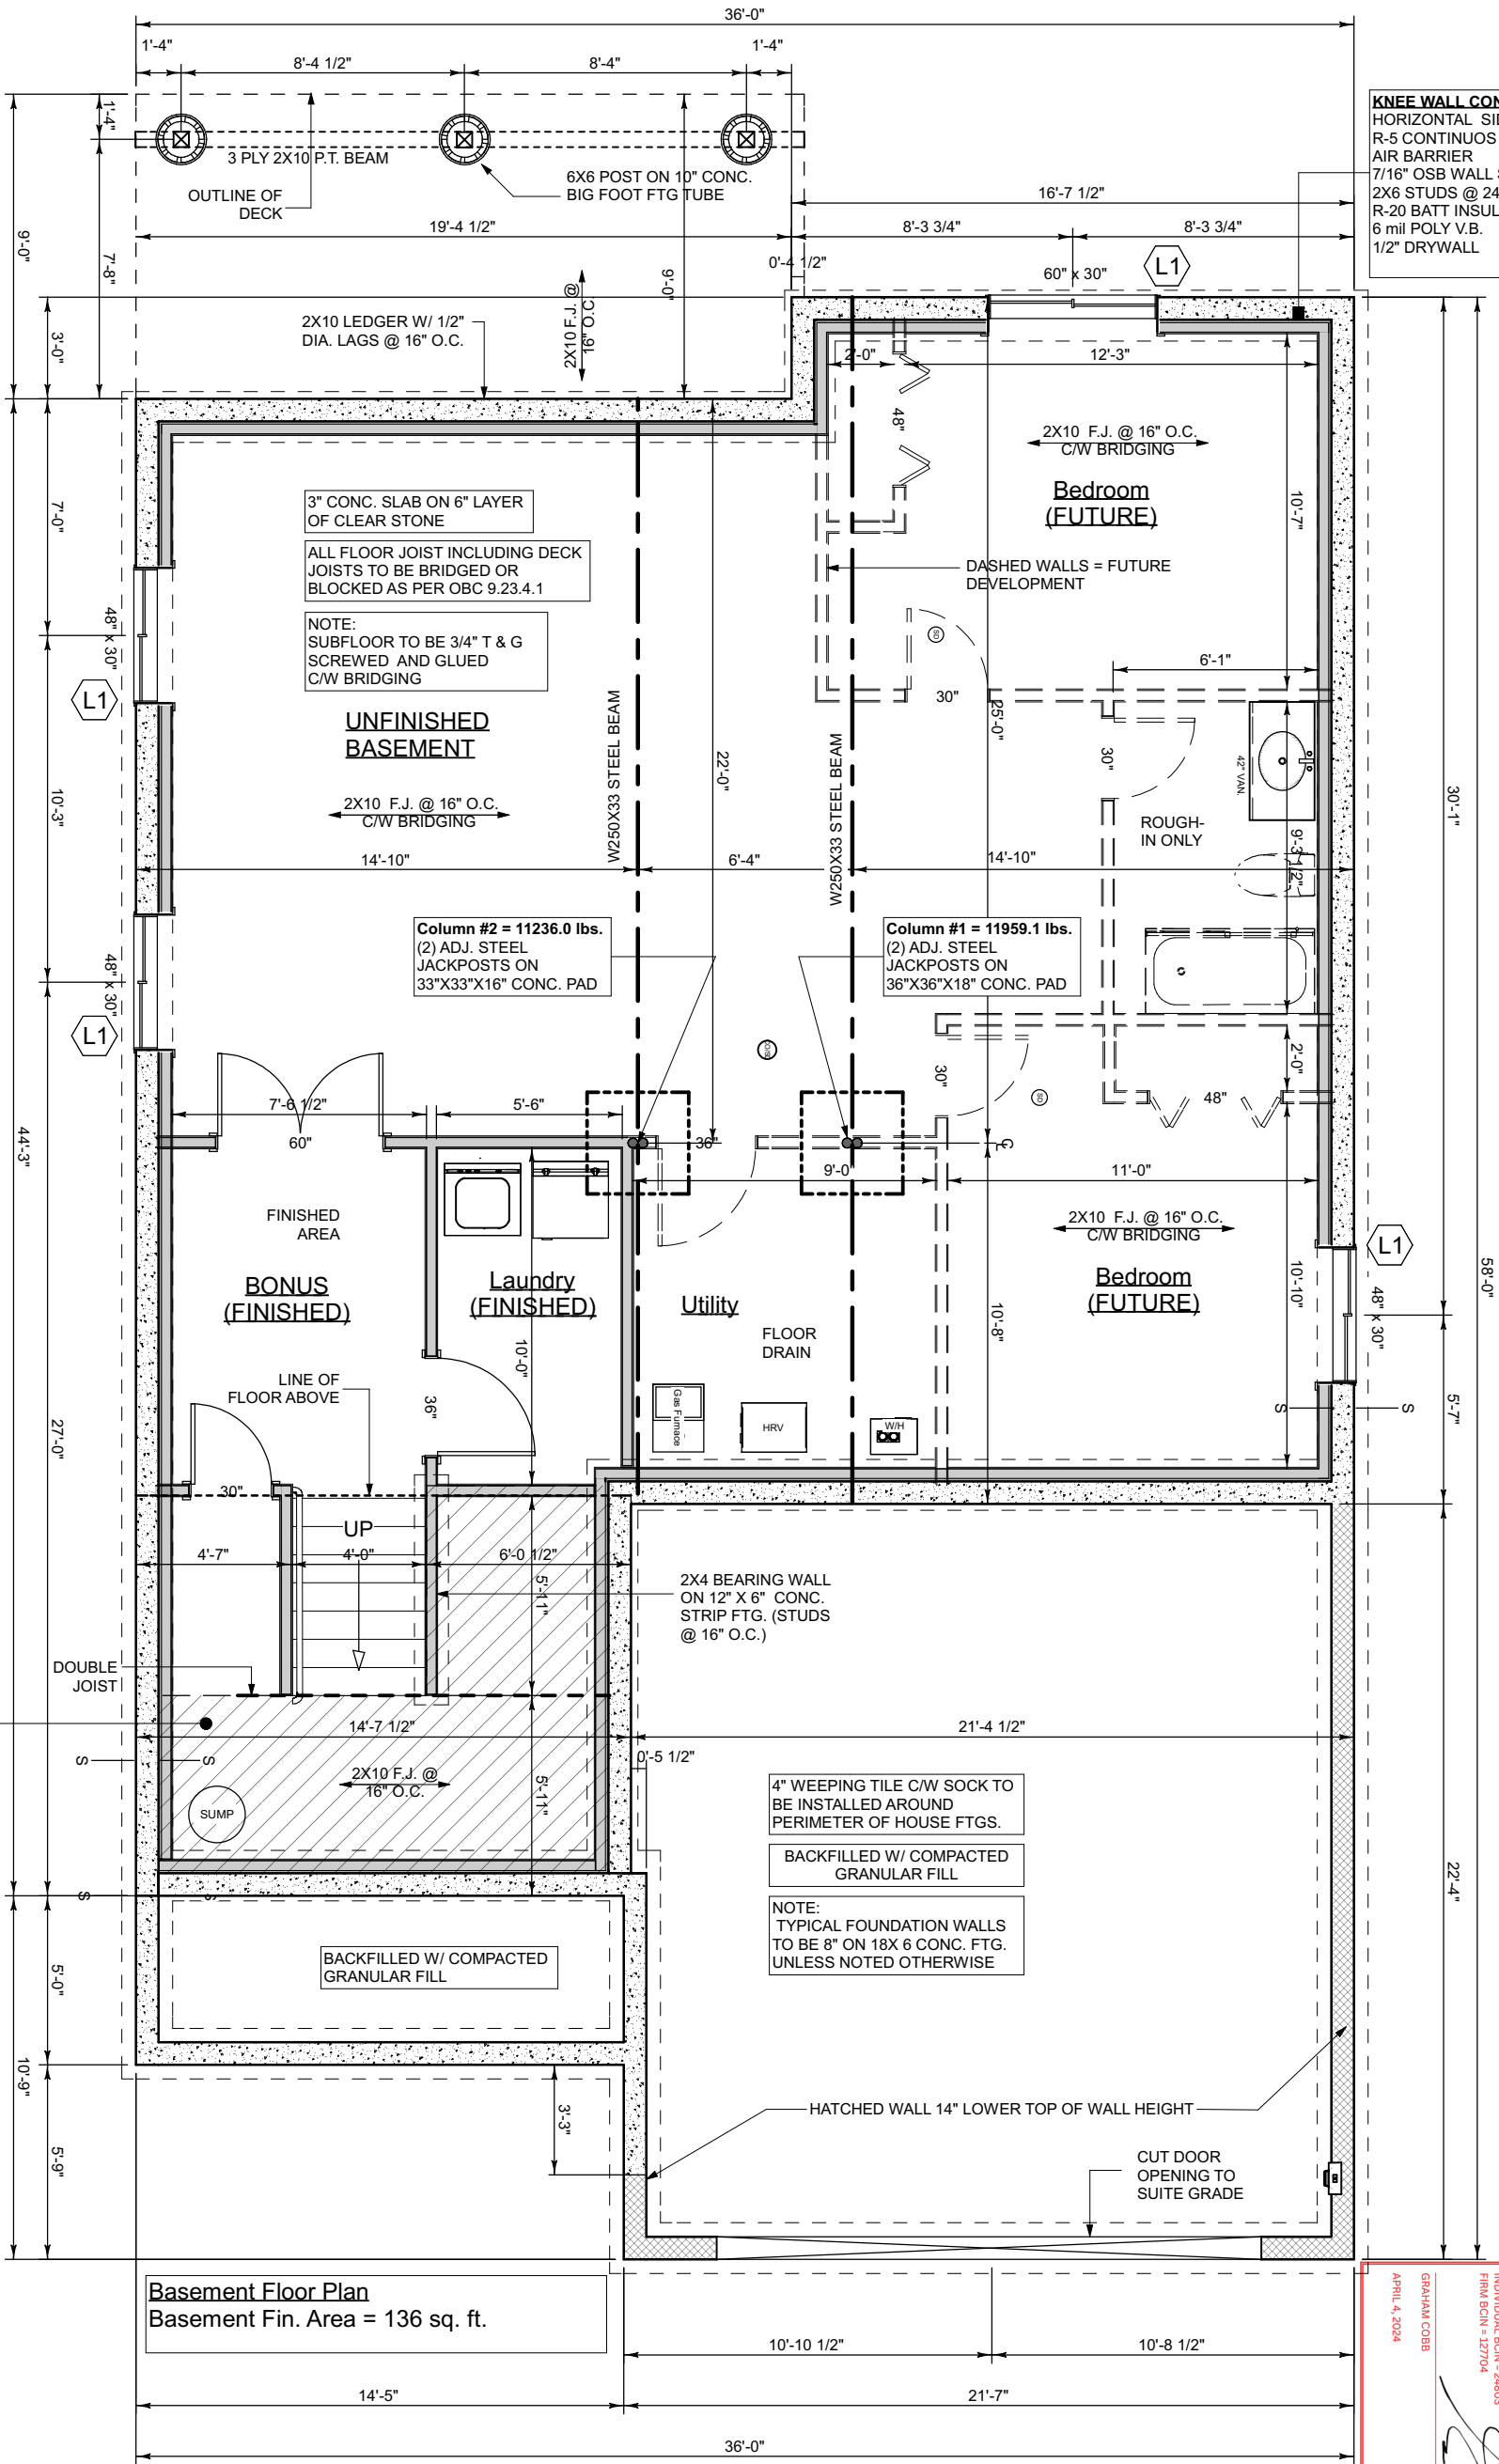 36'-0"
1'-4"
8'-4 1/2"
8'-4"
1'-4"
1'-4"
3 PLY 2X10 P.T. BEAM
OUTLINE OF
DECK
6X6 POST ON 10" CONC.
BIG FOOT FTG TUBE
KNEE WALL CON
HORIZONTAL SI
R-5 CONTINUOS
AIR BARRIER
7/16" OSB WALL
2X6 STUDS @ 24
R-20 BATT INSUL
6 mil POLY V.B.
1/2" DRYWALL
16'-7 1/2"
19'-4 1/2"
8'-3 3/4"
8'-3 3/4"
9'-0"
7'-8"
9'-0"
0'-4 1/2"
60" x 30"
L1
2X10 LEDGER W/ 1/2"
DIA. LAGS @ 16" O.C.
2X10 F.J. @
16" O.C.
3'-0"
2'-0"
12'-3"
48"
2X10 F.J. @ 16" O.C.
C/W BRIDGING
Bedroom
(FUTURE)
10'-7"
7'-0"
3" CONC. SLAB ON 6" LAYER
OF CLEAR STONE
ALL FLOOR JOIST INCLUDING DECK
JOISTS TO BE BRIDGED OR
BLOCKED AS PER OBC 9.23.4.1
NOTE:
SUBFLOOR TO BE 3/4" T & G
SCREWED AND GLUED
C/W BRIDGING
DASHED WALLS = FUTURE
DEVELOPMENT
48" x 30"
L1
SD
6'-1"
30"
25'-0"
UNFINISHED
BASEMENT
W250X33 STEEL BEAM
22'-0"
W250X33 STEEL BEAM
30"
42" VAN.
10'-3"
30'-1"
2X10 F.J. @ 16" O.C.
C/W BRIDGING
ROUGH-
IN ONLY
9'-3 1/2"
14'-10"
6'-4"
14'-10"
Column #2 = 11236.0 lbs.
(2) ADJ. STEEL
JACKPOSTS ON
33"X33"X16" CONC. PAD
Column #1 = 11959.1 lbs.
(2) ADJ. STEEL
JACKPOSTS ON
36"X36"X18" CONC. PAD
48" x 30"
L1
30"
SD
2'-0"
48"
44'-3"
7'-6 1/2"
5'-6"
60"
36"
CL
9'-0"
11'-0"
FINISHED
AREA
BONUS
(FINISHED)
Laundry
(FINISHED)
Utility
2X10 F.J. @ 16" O.C.
C/W BRIDGING
Bedroom
(FUTURE)
10'-10"
L1
48" x 30"
58'-0"
10'-0"
10'-8"
FLOOR
DRAIN
LINE OF
FLOOR ABOVE
36"
Gas Furnace
HRV
W/H
S
S
5'-7"
27'-0"
30"
UP
4'-7"
4'-0"
6'-0 1/2"
5'-11"
2X4 BEARING WALL
ON 12" X 6" CONC.
STRIP FTG. (STUDS
@ 16" O.C.)
DOUBLE
JOIST
14'-7 1/2"
21'-4 1/2"
S
S
0'-5 1/2"
2X10 F.J. @
16" O.C.
5'-11"
SUMP
4" WEEPING TILE C/W SOCK TO
BE INSTALLED AROUND
PERIMETER OF HOUSE FTGS.
BACKFILLED W/ COMPACTED
GRANULAR FILL
NOTE:
TYPICAL FOUNDATION WALLS
TO BE 8" ON 18X 6 CONC. FTG.
UNLESS NOTED OTHERWISE
22'-4"
S
S
BACKFILLED W/ COMPACTED
GRANULAR FILL
5'-0"
10'-9"
3'-3"
5'-9"
HATCHED WALL 14" LOWER TOP OF WALL HEIGHT
CUT DOOR
OPENING TO
SUITE GRADE
Basement Floor Plan
Basement Fin. Area = 136 sq. ft.
FIRM BCIN = 127704
GRAHAM COBB
APRIL 4, 2024
10'-10 1/2"
10'-8 1/2"
14'-5"
21'-7"
36'-0"